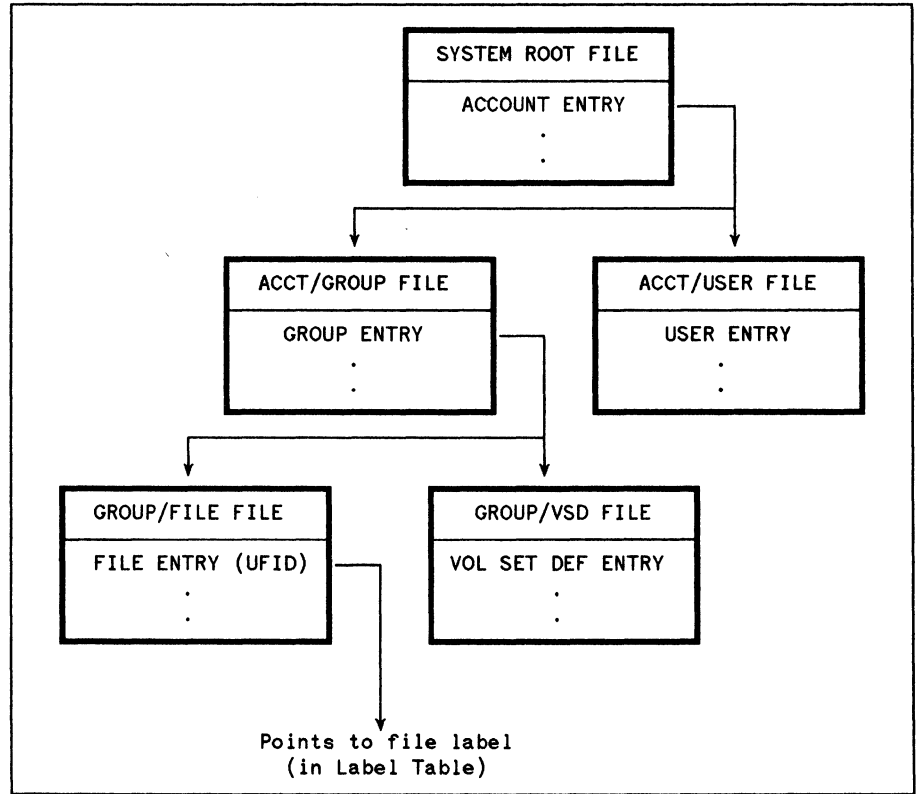 SYSTEM ROOT FILE
ACCOUNT ENTRY
.
.
ACCT/GROUP FILE
GROUP ENTRY
.
.
ACCT/USER FILE
USER ENTRY
.
.
GROUP/FILE FILE
FILE ENTRY (UFID)
.
.
GROUP/VSD FILE
VOL SET DEF ENTRY
.
.
Points to file label
(in Label Table)